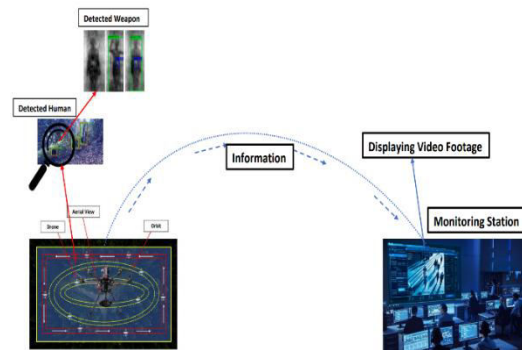 Detected Weapon
Detected Human
Information
Displaying Video Footage
Monitoring Station
Aerial View
Drone
Orbit